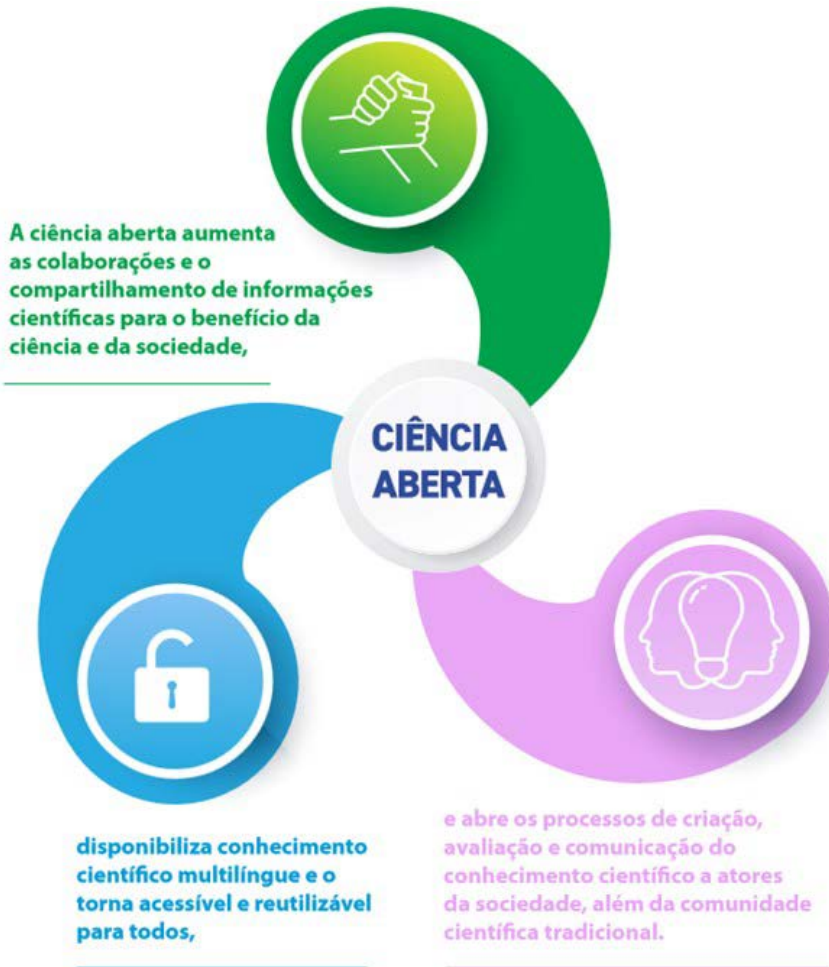 A ciência aberta aumenta
as colaborações e o
compartilhamento de informações
científicas para o benefício da
ciência e da sociedade,
CIÊNCIA
ABERTA
disponibiliza conhecimento
científico multilíngue e o
torna acessível e reutilizável
para todos,
e abre os processos de criação,
avaliação e comunicação do
conhecimento científico a atores
da sociedade, além da comunidade
científica tradicional.